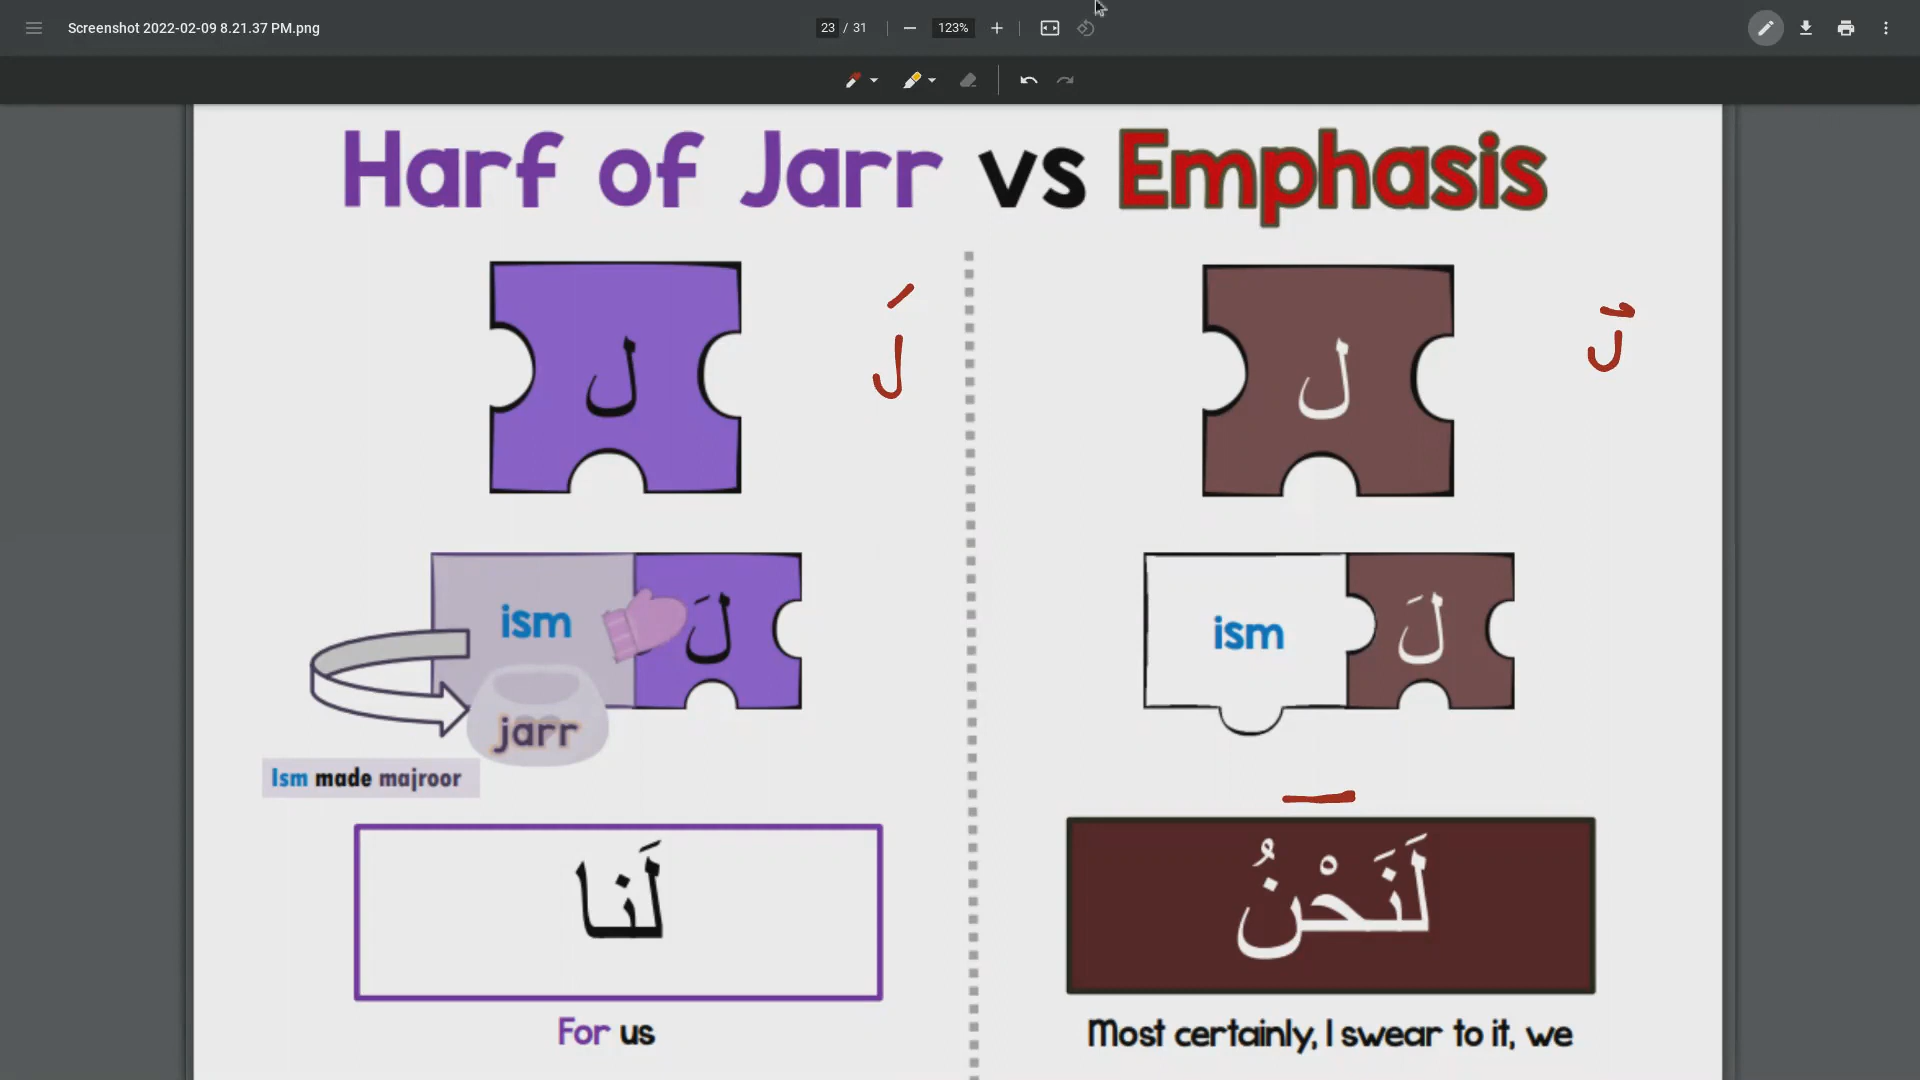 Screenshot 2022-02-09 8.21.37 PM.png
23 / 31
123%
Harf of Jarr vs Emphasis
ل
لَ
ل
لَ
ism
لَ
jarr
Ism made majroor
ism
لَ
لَنا
For us
لَنَحْنُ
Most certainly, I swear to it, we